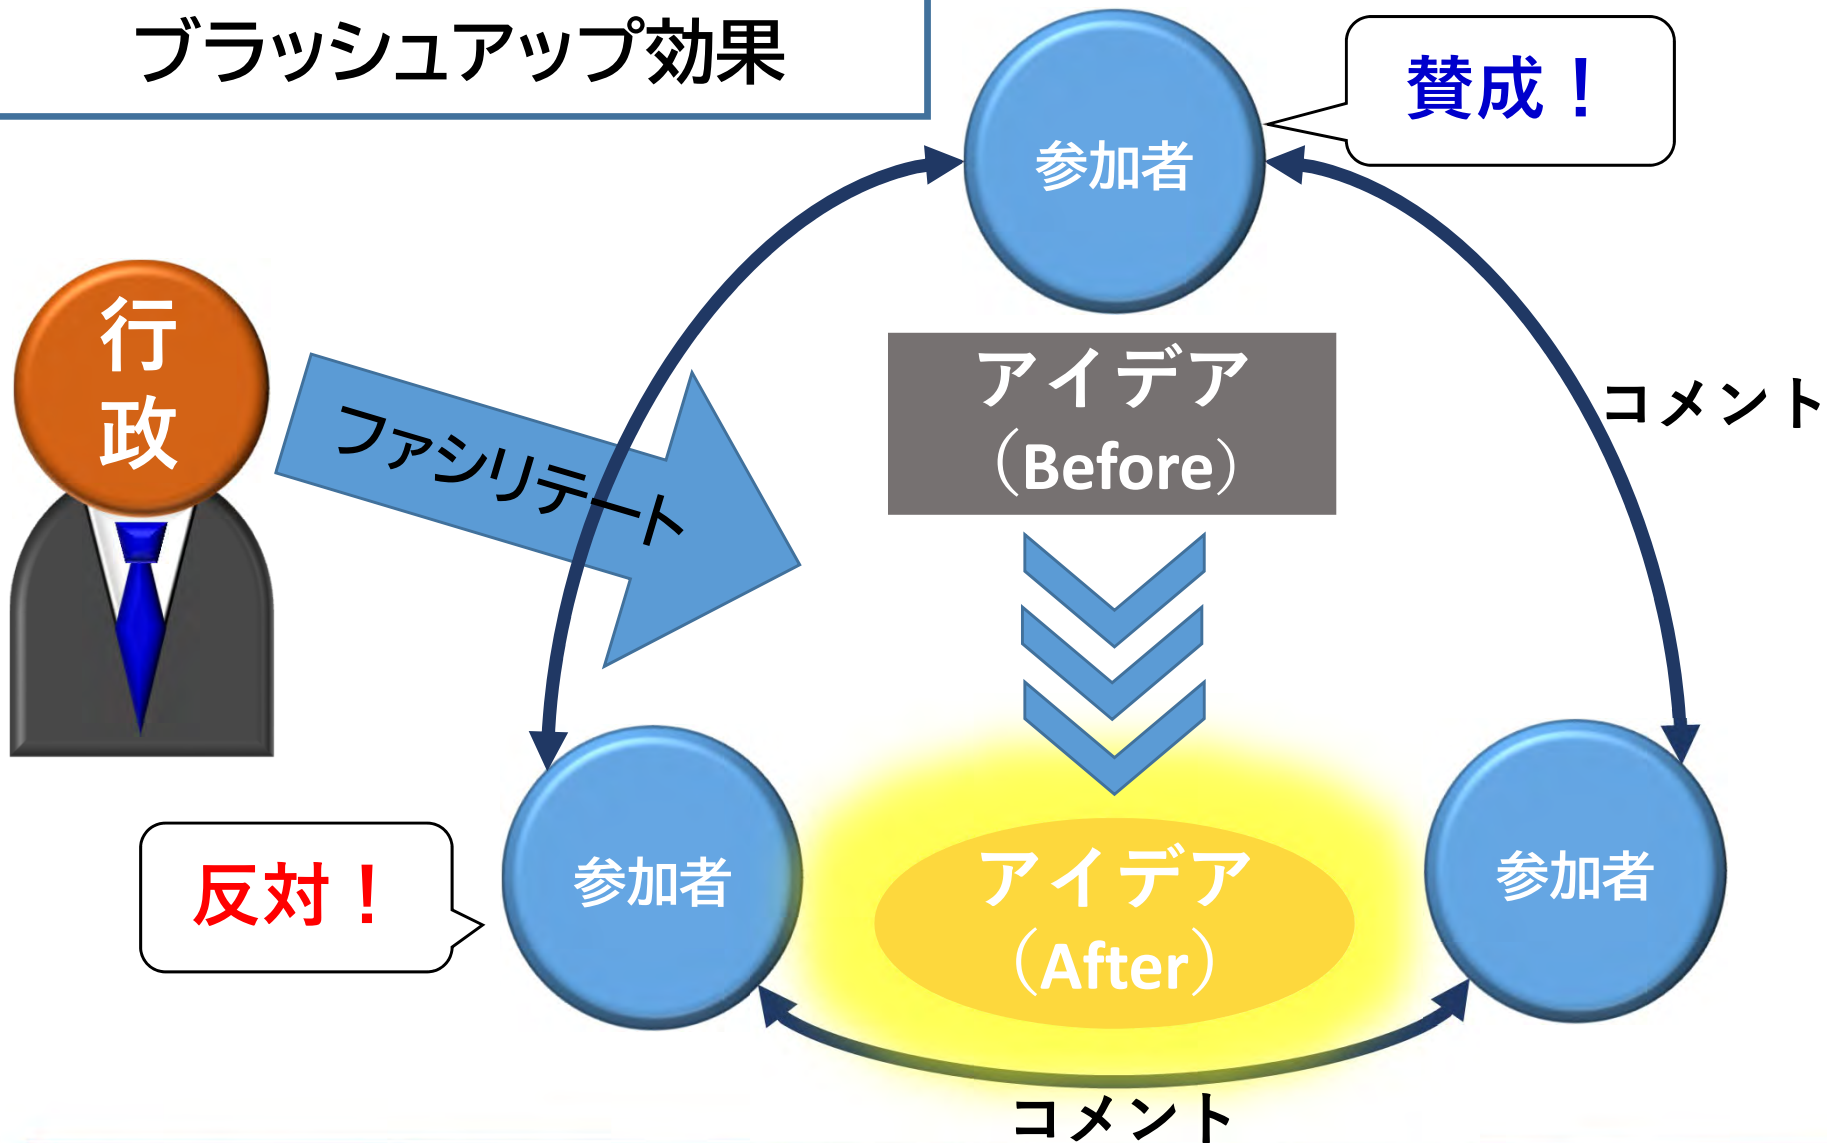 ブラッシュアップ効果
賛成！
参加者
行
政
ファシリテート
アイデア
（Before）
コメント
反対！
参加者
アイデア
（After）
参加者
コメント